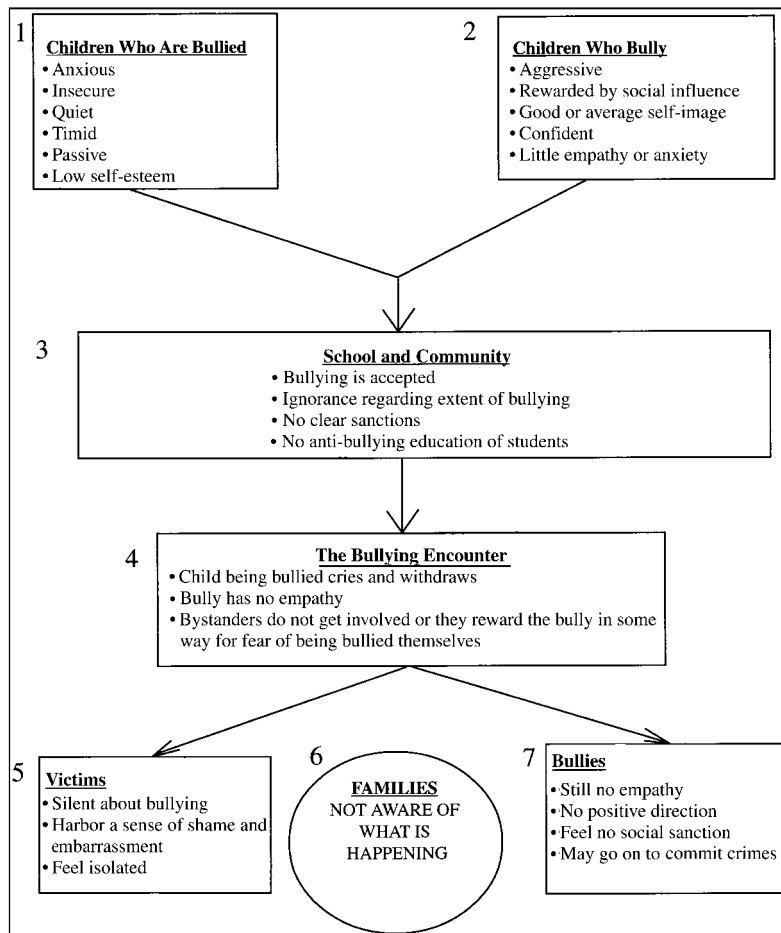 1
Children Who Are Bullied
• Anxious
• Insecure
• Quiet
• Timid
• Passive
• Low self-esteem
2
Children Who Bully
• Aggressive
• Rewarded by social influence
• Good or average self-image
• Confident
• Little empathy or anxiety
3
School and Community
• Bullying is accepted
• Ignorance regarding extent of bullying
• No clear sanctions
• No anti-bullying education of students
4
The Bullying Encounter
• Child being bullied cries and withdraws
• Bully has no empathy
• Bystanders do not get involved or they reward the bully in some
way for fear of being bullied themselves
5
Victims
• Silent about bullying
• Harbor a sense of shame and
embarrassment
• Feel isolated
6
FAMILIES
NOT AWARE OF
WHAT IS
HAPPENING
7
Bullies
• Still no empathy
• No positive direction
• Feel no social sanction
• May go on to commit crimes